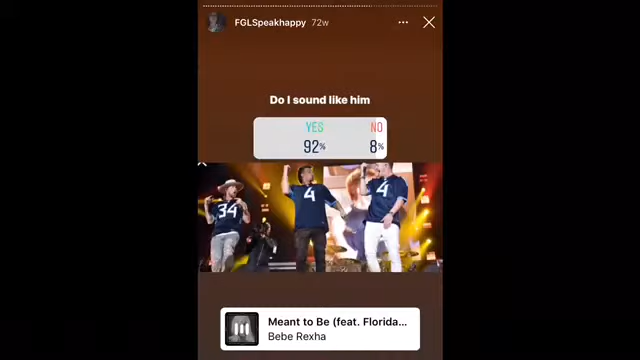 FGLSpeakhappy 72w
Do I sound like him
YES NO
92% 8%
34 4 4
Meant to Be (feat. Florida...
Bebe Rexha